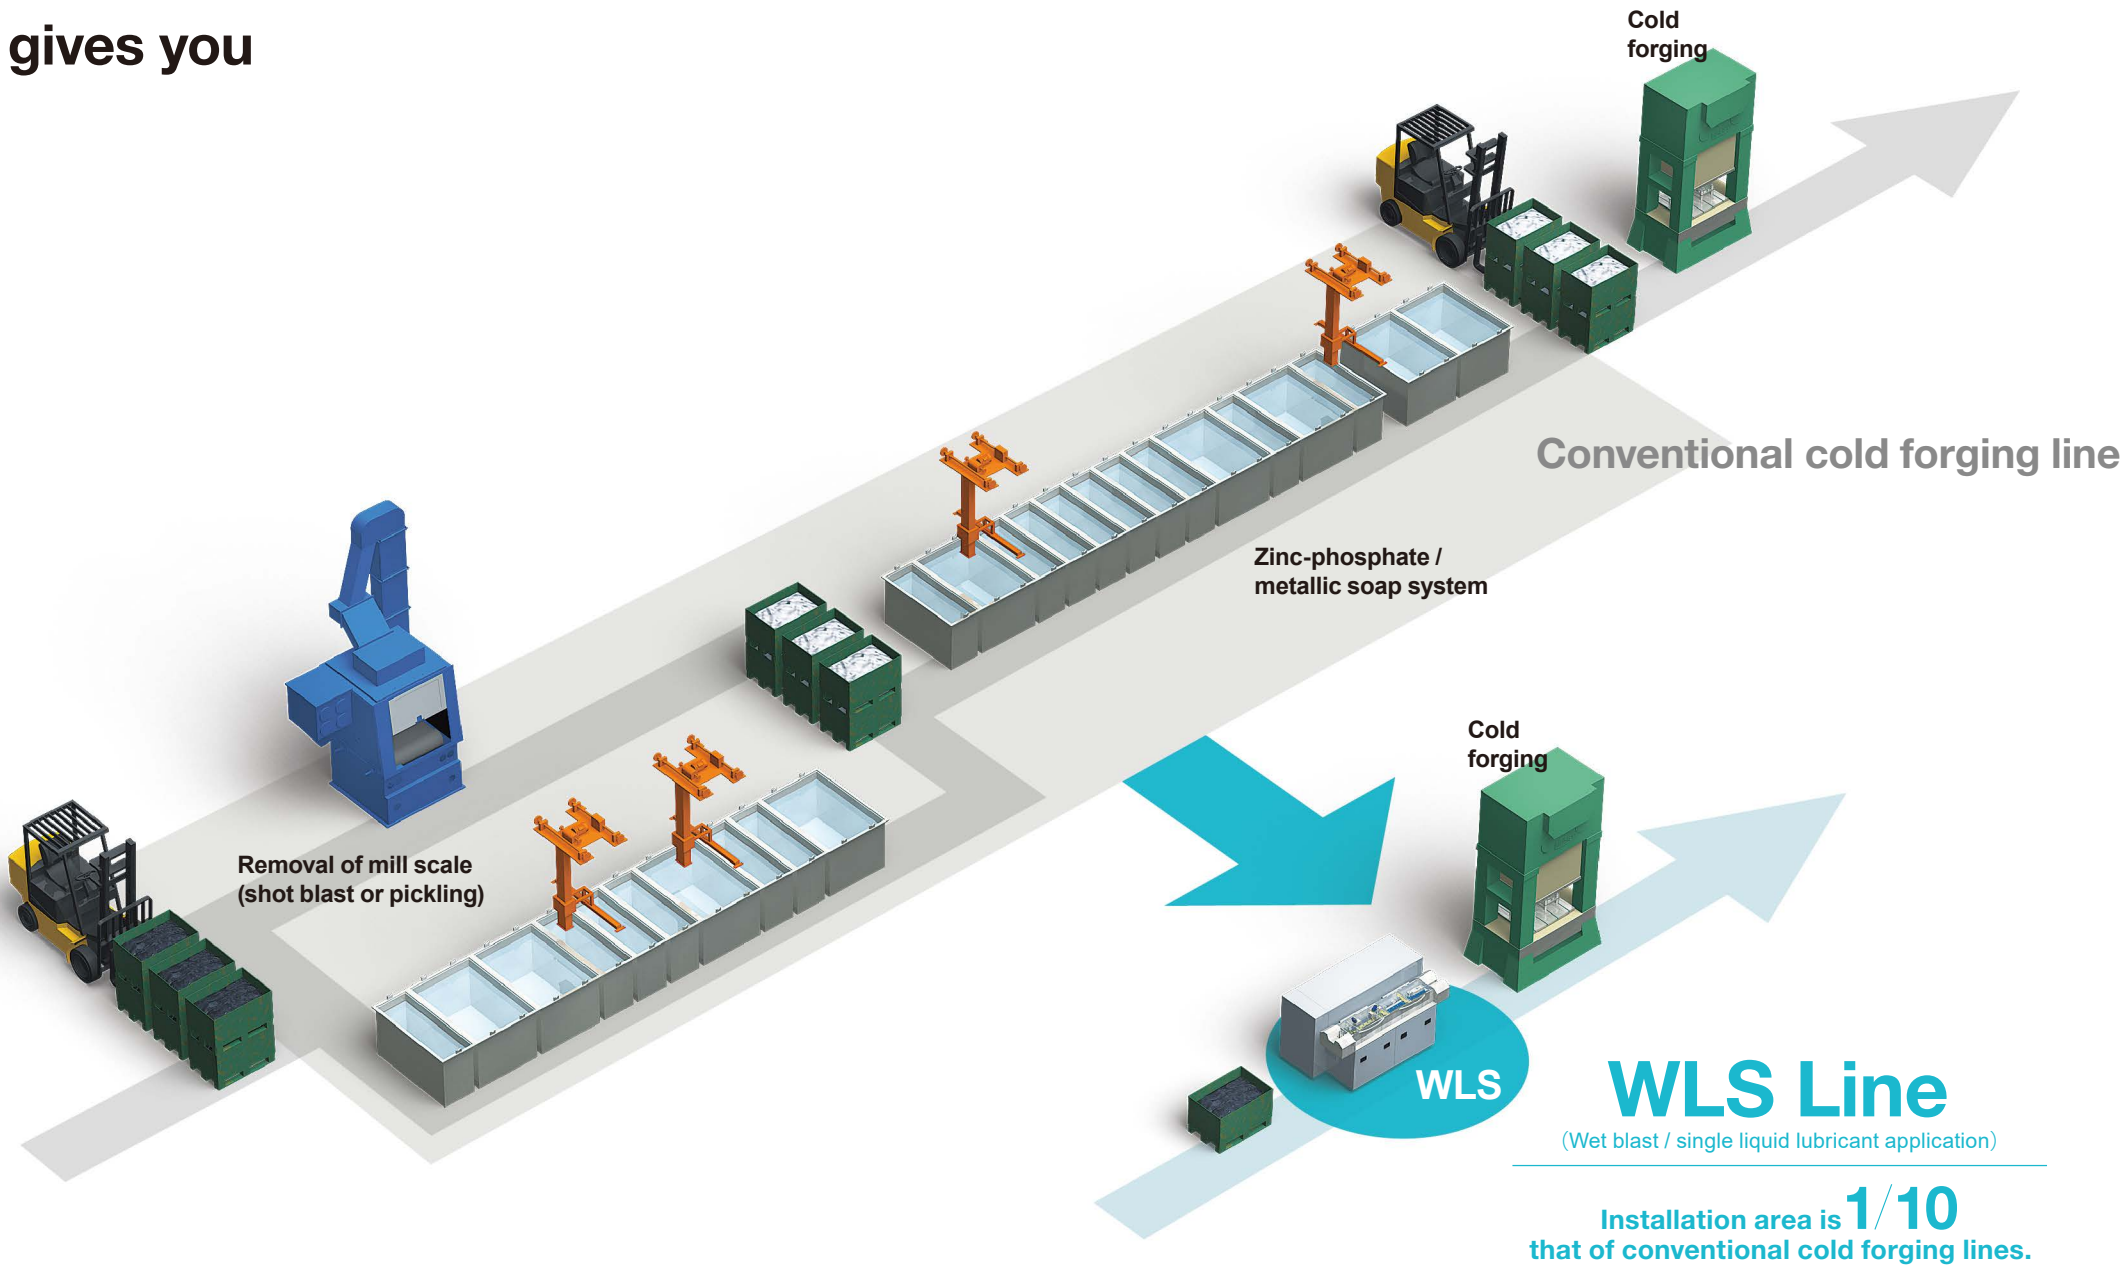 gives you
Cold
forging
Conventional cold forging line
Zinc-phosphate /
metallic soap system
Removal of mill scale
(shot blast or pickling)
Cold
forging
WLS
WLS Line
(Wet blast / single liquid lubricant application)
Installation area is 1/10
that of conventional cold forging lines.